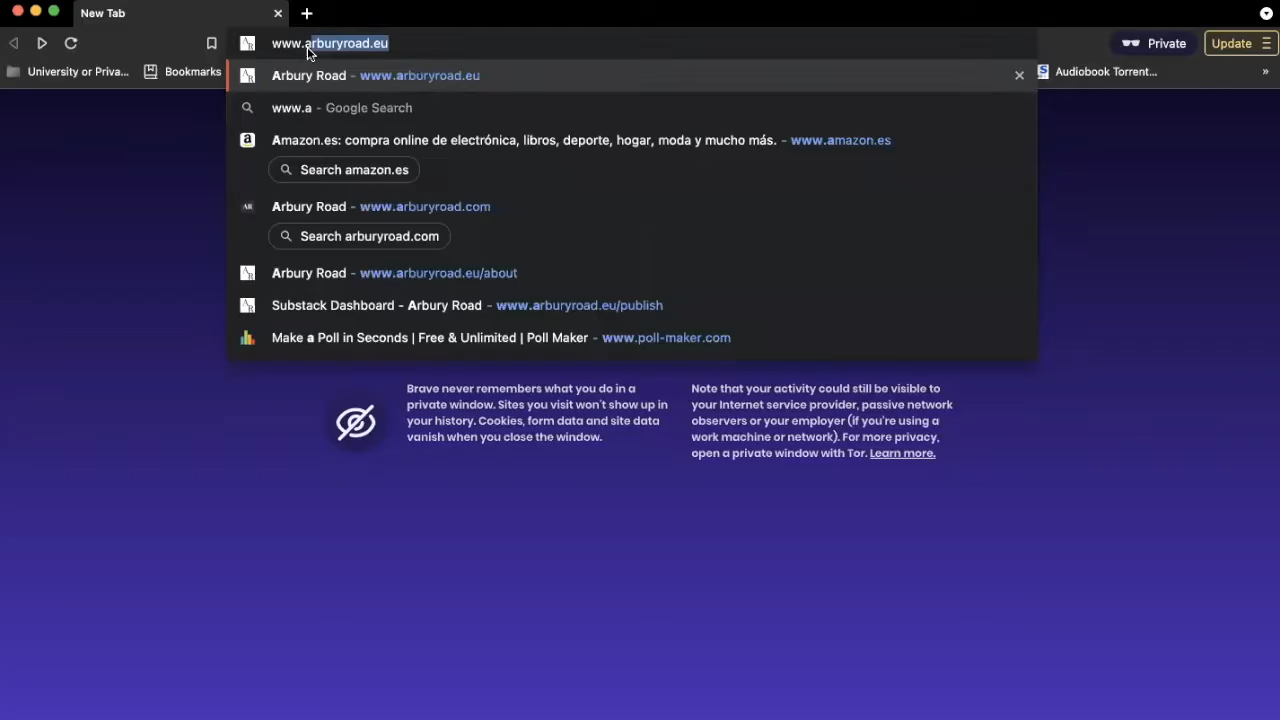 New Tab
www.arburyroad.eu
Private
Update
University or Priva...
Bookmarks
Audiobook Torrent...
»
Arbury Road - www.arburyroad.eu
www.a - Google Search
Amazon.es: compra online de electrónica, libros, deporte, hogar, moda y mucho más. - www.amazon.es
Search amazon.es
Arbury Road - www.arburyroad.com
Search arburyroad.com
Arbury Road - www.arburyroad.eu/about
Substack Dashboard - Arbury Road - www.arburyroad.eu/publish
Make a Poll in Seconds | Free & Unlimited | Poll Maker - www.poll-maker.com
Brave never remembers what you do in a
private window. Sites you visit won't show up in
your history. Cookies, form data and site data
vanish when you close the window.
Note that your activity could still be visible to
your Internet service provider, passive network
observers or your employer (if you're using a
work machine or network). For more privacy,
open a private window with Tor. Learn more.